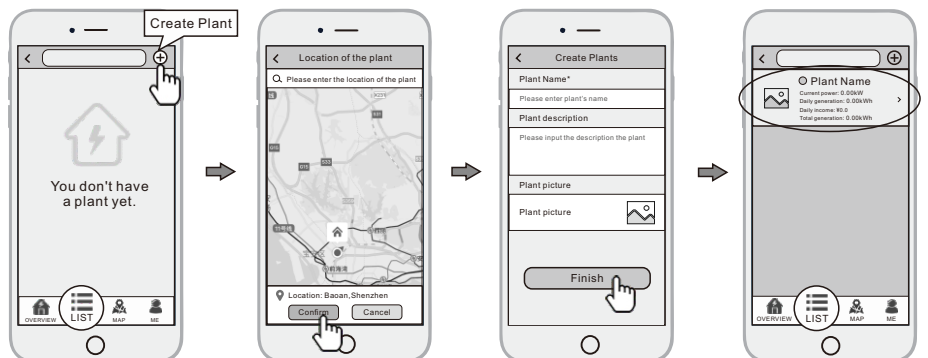 Create Plant
You don't have
a plant yet.
OVERVIEW
LIST
MAP
ME
Location of the plant
Please enter the location of the plant
前海湾
Location: Baoan,Shenzhen
Confirm
Cancel
Create Plants
Plant Name*
Please enter plant's name
Plant description
Please input the description the plant
Plant picture
Plant picture
Finish
Plant Name
Current power: 0.00kW
Daily generation: 0.00kWh
Daily income: ¥0.0
Total generation: 0.00kWh
OVERVIEW
LIST
MAP
ME